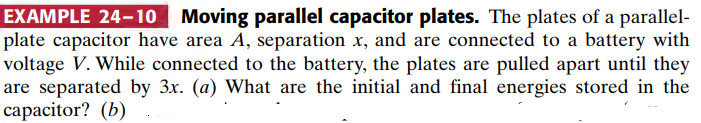 EXAMPLE 24–10 Moving parallel capacitor plates. The plates of a parallel-
plate capacitor have area A, separation x, and are connected to a battery with
voltage V. While connected to the battery, the plates are pulled apart until they
are separated by 3x. (a) What are the initial and final energies stored in the
capacitor? (b)